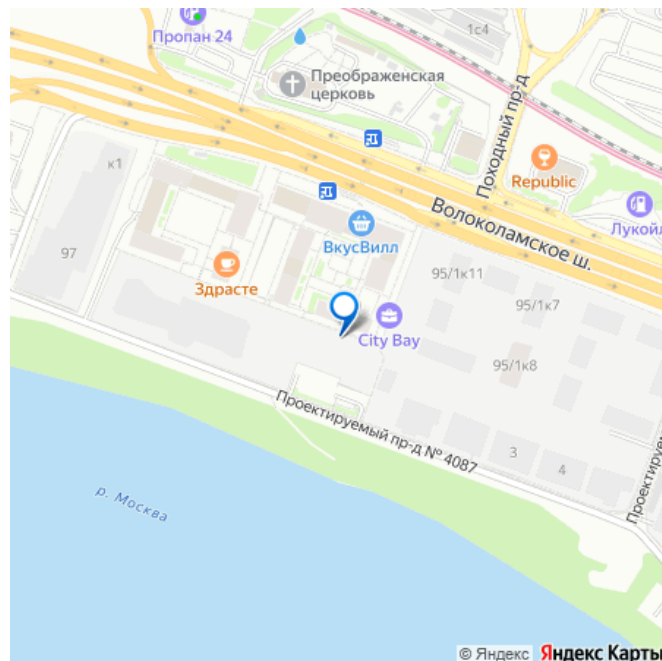 1с4
Пропан 24
Преображенская
церковь
Походный пр-д
Republic
к1
Волоколамское ш.
Лукойл
ВкусВилл
97
Здрасте
95/1к11
95/1к7
City Bay
95/1к8
Проектируемый пр-д № 4087
3
4
р. Москва
© Яндекс Яндекс Карты